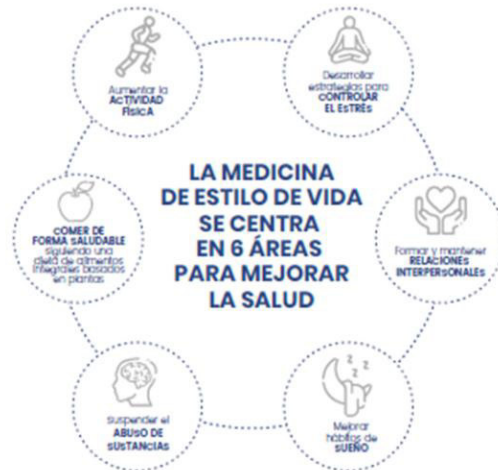 Aumentar la
ACTIVIDAD
FÍSICA
Desarrollar
estrategias para
CONTROLAR
EL ESTRÉS
LA MEDICINA
DE ESTILO DE VIDA
SE CENTRA
EN 6 ÁREAS
PARA MEJORAR
LA SALUD
COMER DE
FORMA SALUDABLE
siguiendo una
dieta de alimentos
integrales basados
en plantas
Formar y mantener
RELACIONES
INTERPERSONALES
suspender el
ABUSO DE
SUSTANCIAS
z z z
Mejorar
hábitos de
SUEÑO